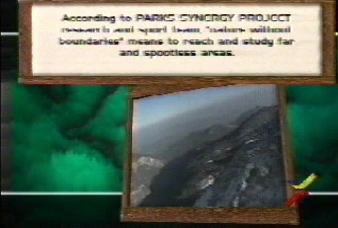 According to PARKS SYNERGY PROJECT
research and sport team, "nature without
boundaries" means to reach and study far
and spotless areas.